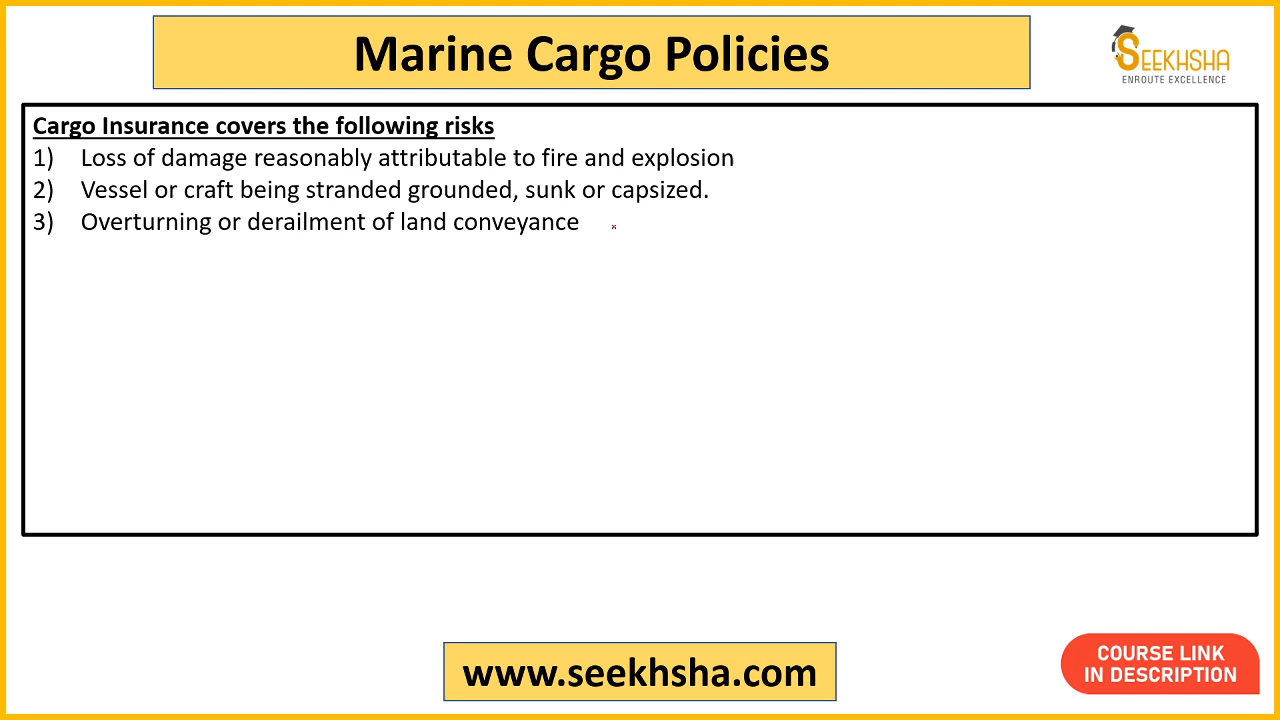 Marine Cargo Policies
SEEKHSHA
ENROUTE EXCELLENCE
Cargo Insurance covers the following risks
1) Loss of damage reasonably attributable to fire and explosion
2) Vessel or craft being stranded grounded, sunk or capsized.
3) Overturning or derailment of land conveyance
www.seekhsha.com
COURSE LINK
IN DESCRIPTION